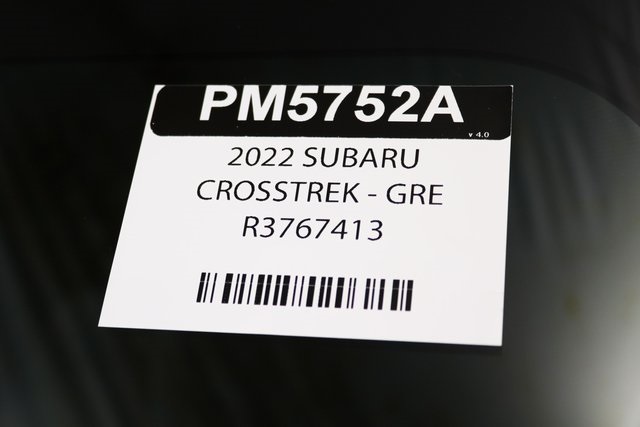 PM5752A
v 4.0
2022 SUBARU
CROSSTREK - GRE
R3767413